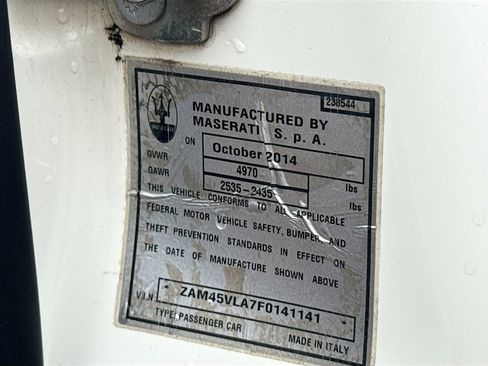 238544
MANUFACTURED BY
MASERATI S. p. A.
ON October 2014
GVWR 4970 lbs
OAWR 2535-2435 lbs
THIS VEHICLE CONFORMS TO ALL APPLICABLE
FEDERAL MOTOR VEHICLE SAFETY, BUMPER, AND
THEFT PREVENTION STANDARDS IN EFFECT ON
THE DATE OF MANUFACTURE SHOWN ABOVE
V.I.N. ZAM45VLA7F0141141
TYPE: PASSENGER CAR MADE IN ITALY